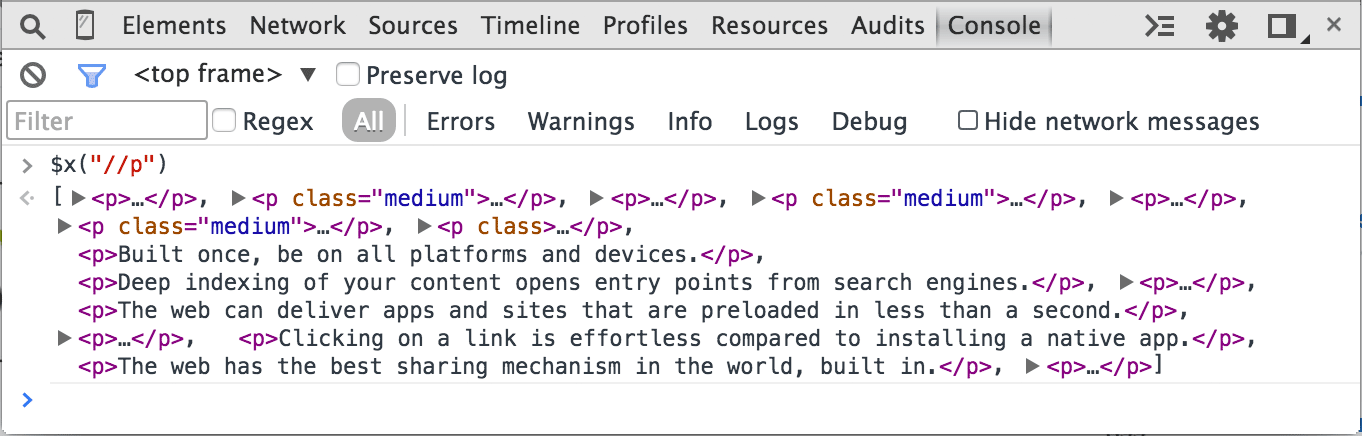 Elements Network Sources Timeline Profiles Resources Audits Console
<top frame> ▼ Preserve log
Filter Regex All Errors Warnings Info Logs Debug Hide network messages
> $x("//p")
[▶<p>…</p>, ▶<p class="medium">…</p>, ▶<p>…</p>, ▶<p class="medium">…</p>, ▶<p>…</p>,
▶<p class="medium">…</p>, ▶<p class>…</p>,
<p>Built once, be on all platforms and devices.</p>,
<p>Deep indexing of your content opens entry points from search engines.</p>, ▶<p>…</p>,
<p>The web can deliver apps and sites that are preloaded in less than a second.</p>,
▶<p>…</p>, <p>Clicking on a link is effortless compared to installing a native app.</p>,
<p>The web has the best sharing mechanism in the world, built in.</p>, ▶<p>…</p>]
>